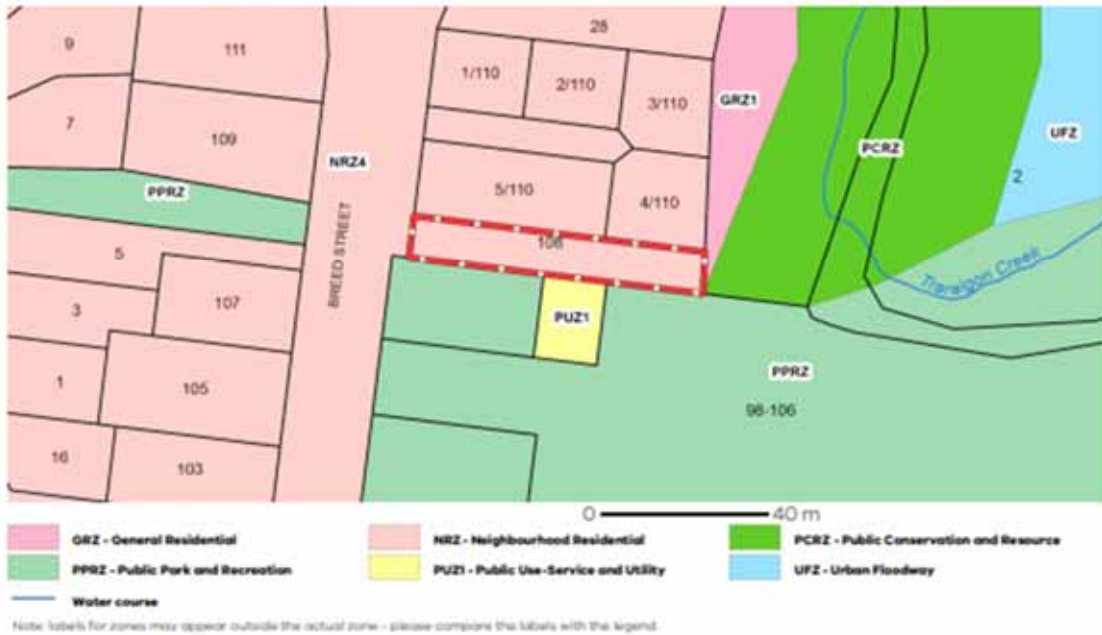 28
9
111
1/110
2/110
3/110
GRZ1
7
109
PCRZ
UFZ
NRZ4
2
PPRZ
5/110
4/110
5
BREED STREET
Traralgon Creek
107
3
PUZ1
PPRZ
1
105
98-106
16
103
0 40 m
GRZ - General Residential
NRZ - Neighbourhood Residential
PCRZ - Public Conservation and Resource
PPRZ - Public Park and Recreation
PUZ1 - Public Use-Service and Utility
UFZ - Urban Floodway
Water course
Note: labels for zones may appear outside the actual zone - please compare the labels with the legend.